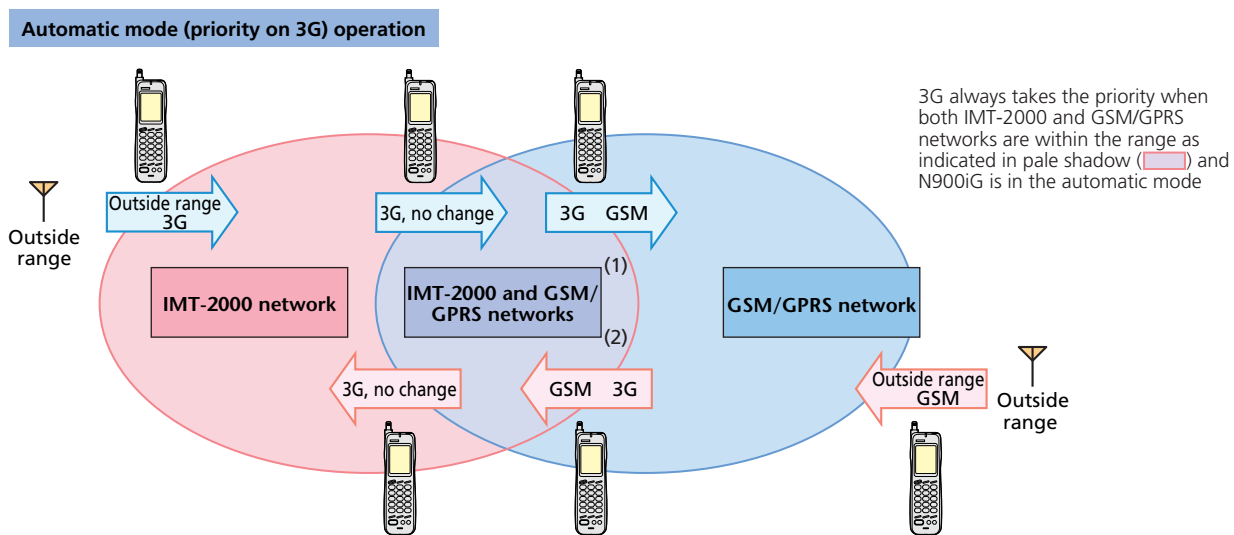 Automatic mode (priority on 3G) operation
3G always takes the priority when
both IMT-2000 and GSM/GPRS
networks are within the range as
indicated in pale shadow ( ) and
N900iG is in the automatic mode
Outside range
3G
3G, no change
3G GSM
Outside
range
(1)
IMT-2000 network
IMT-2000 and GSM/
GPRS networks
GSM/GPRS network
(2)
3G, no change
GSM 3G
Outside range
GSM
Outside
range